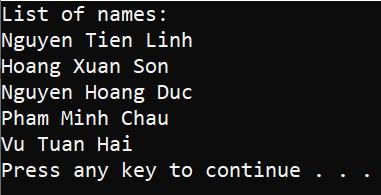 List of names:
Nguyen Tien Linh
Hoang Xuan Son
Nguyen Hoang Duc
Pham Minh Chau
Vu Tuan Hai
Press any key to continue . . .